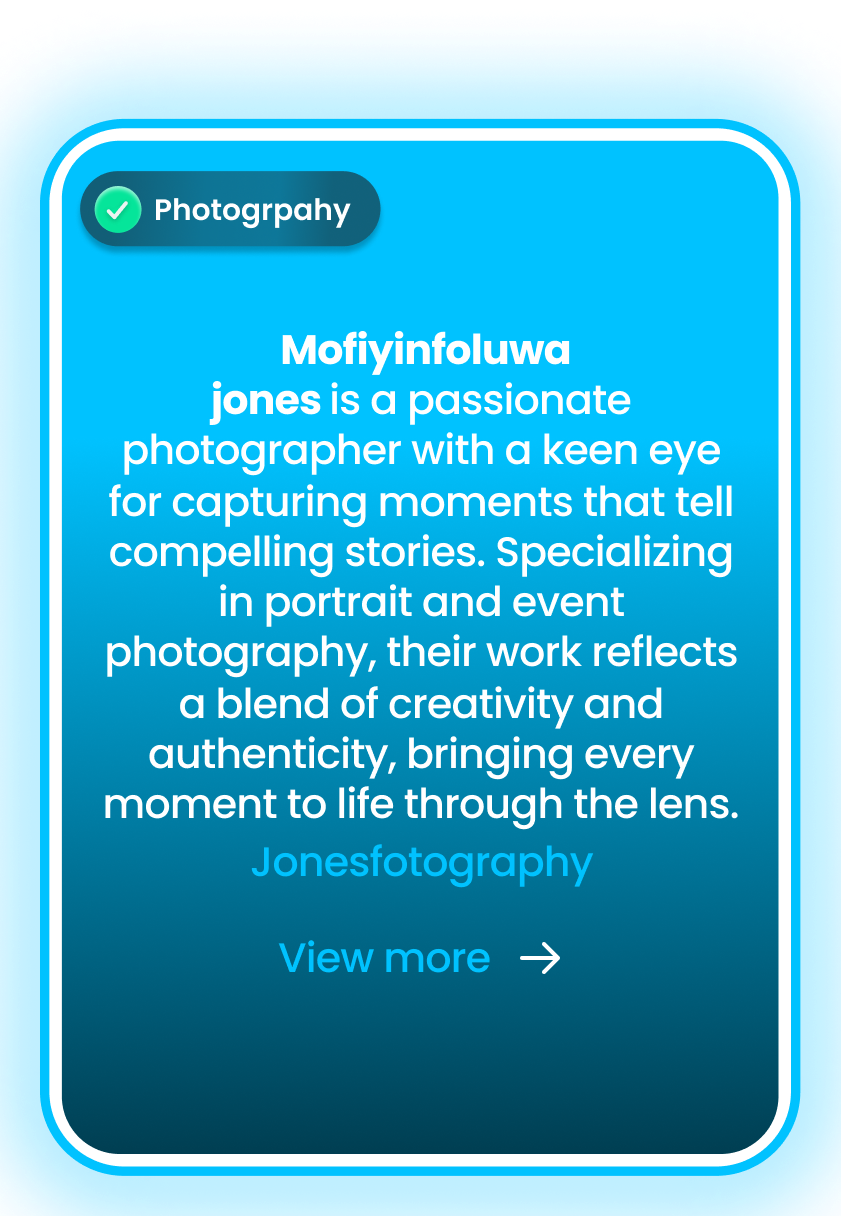 Photogrpahy
Mofiyinfoluwa
jones is a passionate
photographer with a keen eye
for capturing moments that tell
compelling stories. Specializing
in portrait and event
photography, their work reflects
a blend of creativity and
authenticity, bringing every
moment to life through the lens.
Jonesfotography
View more